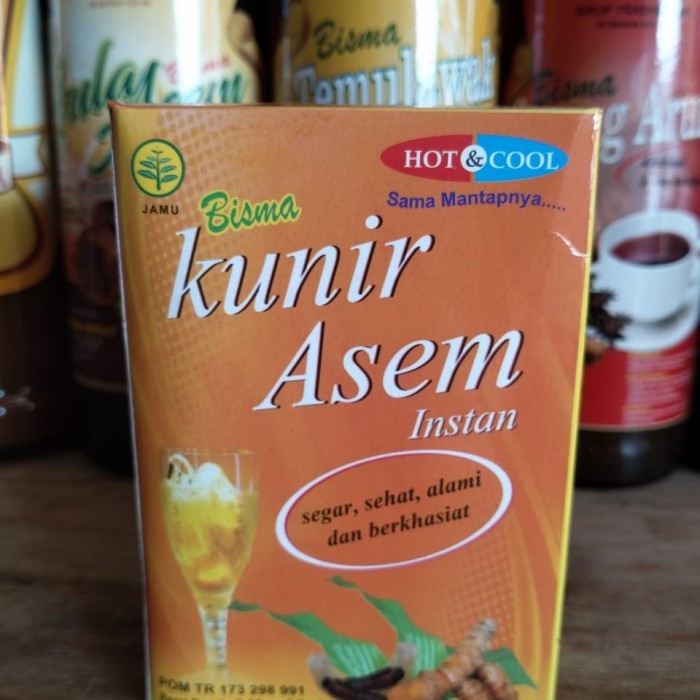 Bisma
Bisma
Temulawak
Bisma
JAMU
HOT & COOL
Sama Mantapnya.....
Bisma
kunir
Asem
Instan
segar, sehat, alami
dan berkhasiat
POM TR 173 298 991